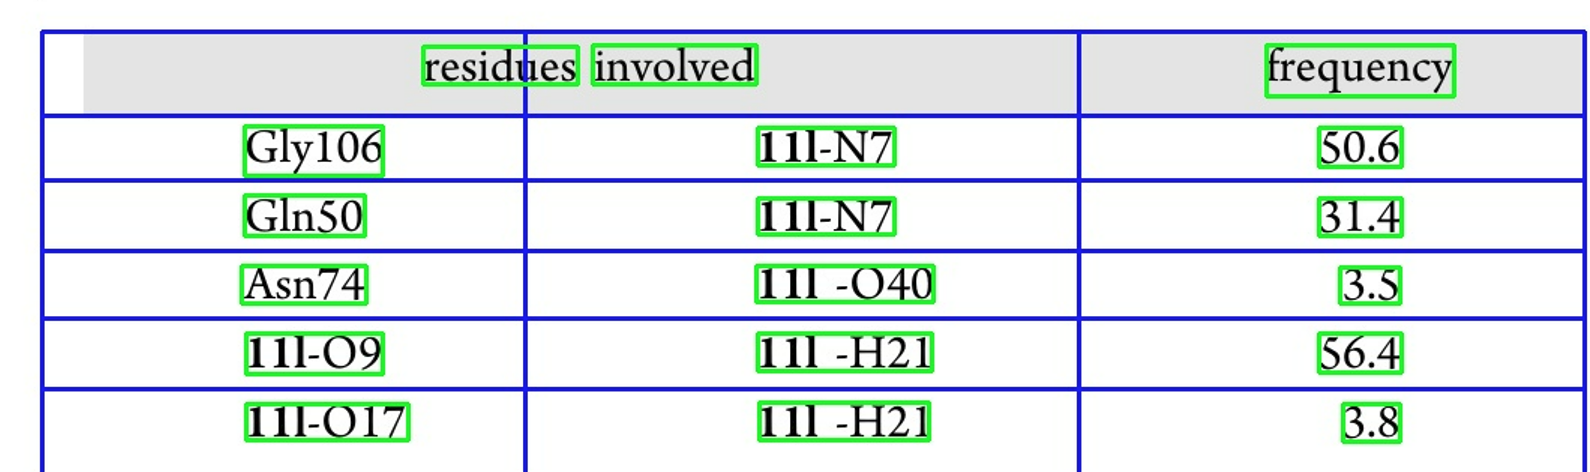 residues involved frequency
Gly106 11l-N7 50.6
Gln50 11l-N7 31.4
Asn74 11l -O40 3.5
11l-O9 11l -H21 56.4
11l-O17 11l -H21 3.8